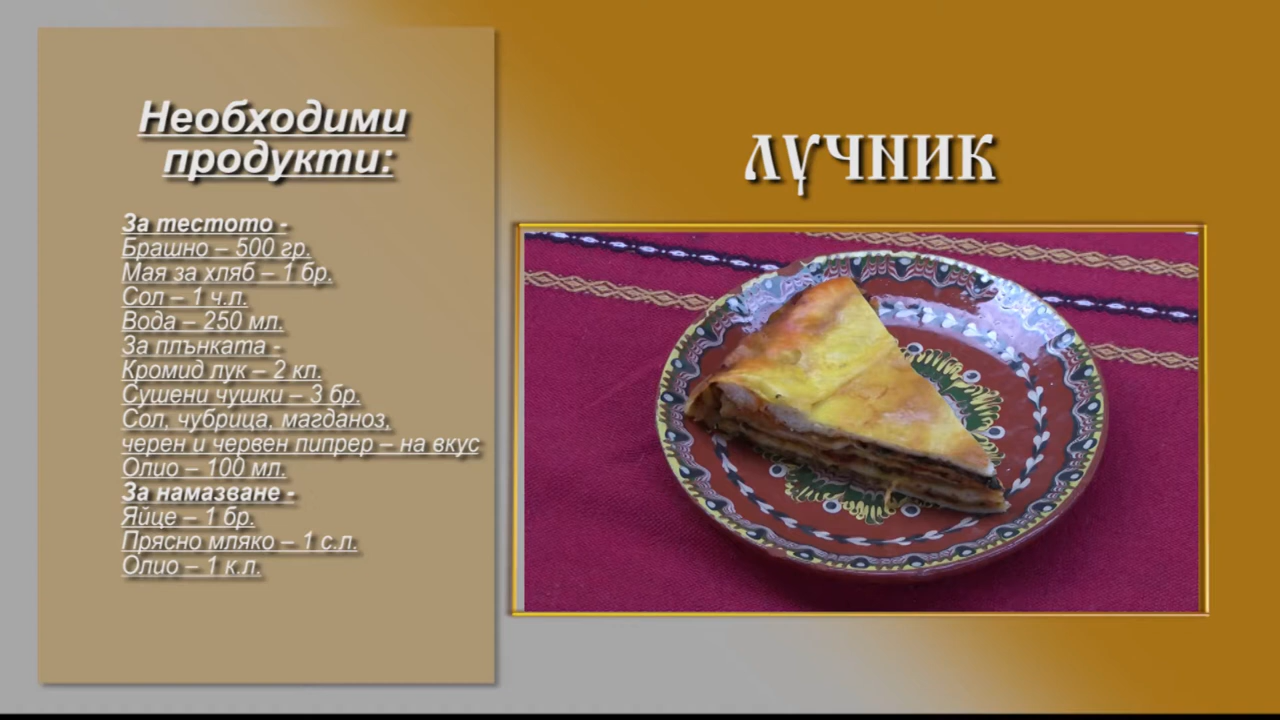 Необходими
продукти:
За тестото -
Брашно – 500 гр.
Мая за хляб – 1 бр.
Сол – 1 ч.л.
Вода – 250 мл.
За плънката -
Кромид лук – 2 кл.
Сушени чушки – 3 бр.
Сол, чубрица, магданоз,
черен и червен пипрер – на вкус
Олио – 100 мл.
За намазване -
Яйце – 1 бр.
Прясно мляко – 1 с.л.
Олио – 1 к.л.
ЛУЧНИК